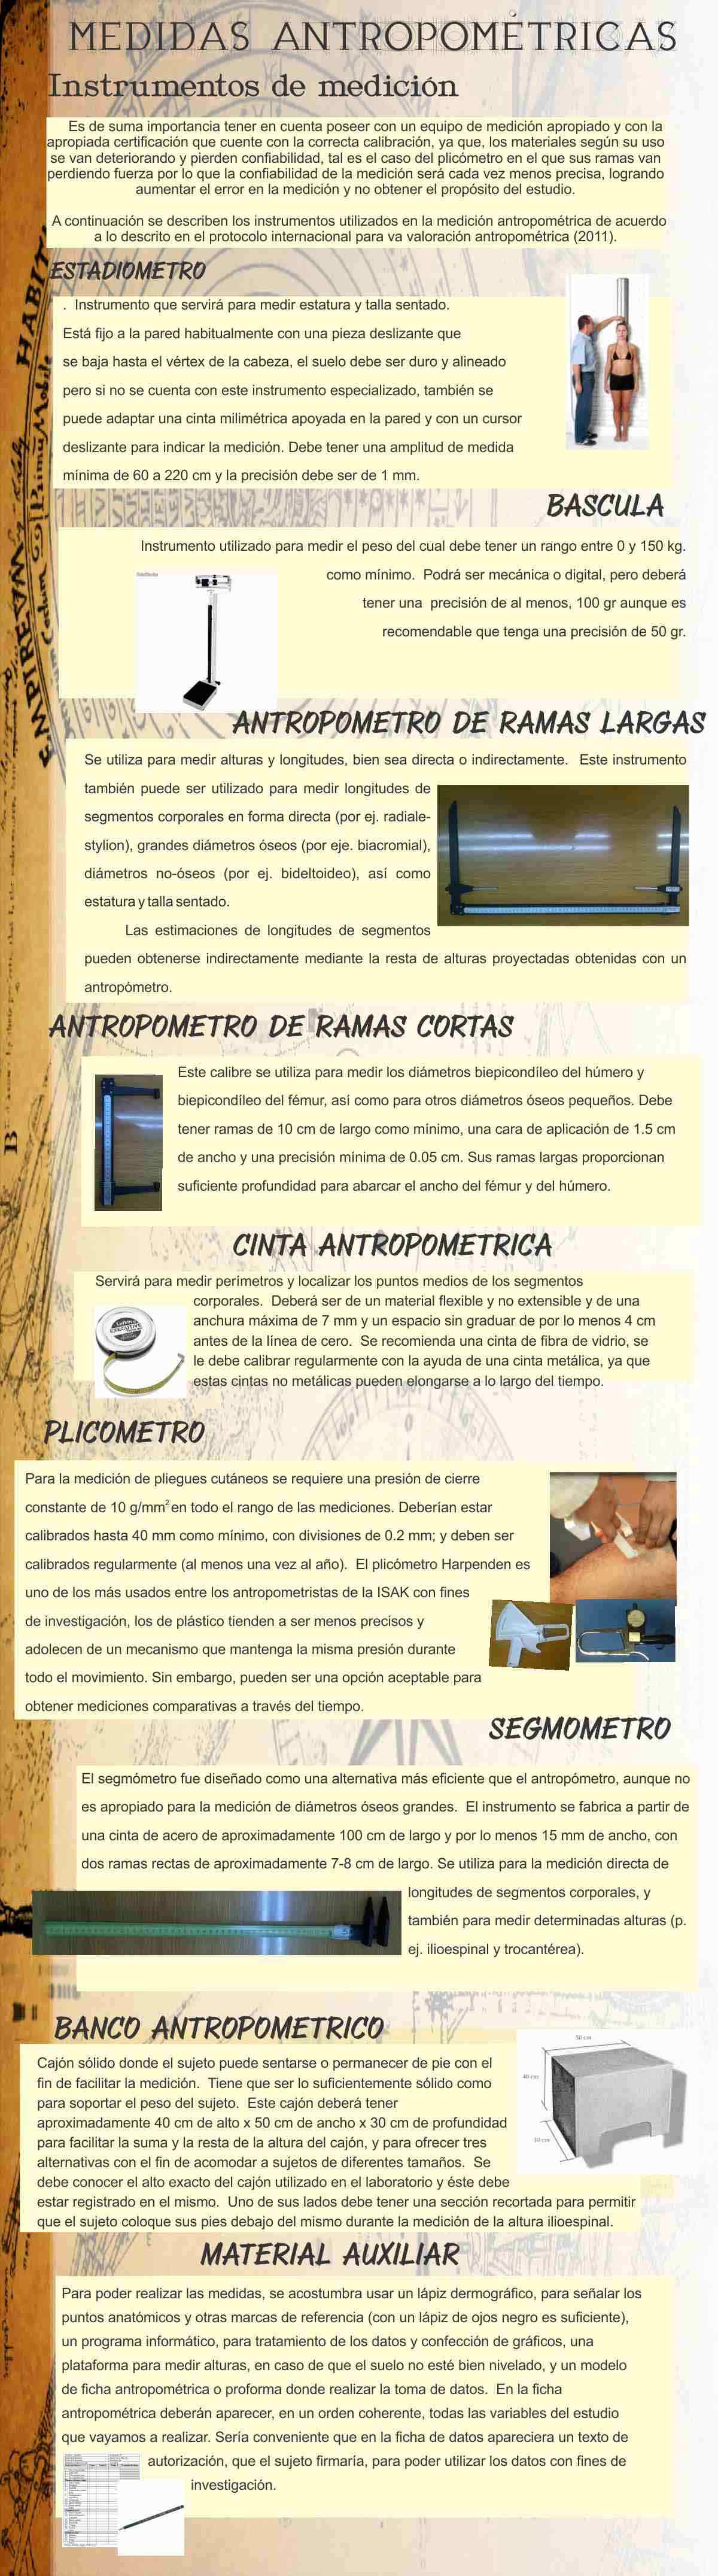 MEDIDAS ANTROPOMÉTRICAS
Instrumentos de medición
Es de suma importancia tener en cuenta poseer con un equipo de medición apropiado y con la
apropiada certificación que cuente con la correcta calibración, ya que, los materiales según su uso
se van deteriorando y pierden confiabilidad, tal es el caso del plicómetro en el que sus ramas van
perdiendo fuerza por lo que la confiabilidad de la medición será cada vez menos precisa, logrando
aumentar el error en la medición y no obtener el propósito del estudio.
A continuación se describen los instrumentos utilizados en la medición antropométrica de acuerdo
a lo descrito en el protocolo internacional para va valoración antropométrica (2011).
ESTADIOMETRO
. Instrumento que servirá para medir estatura y talla sentado.
Está fijo a la pared habitualmente con una pieza deslizante que
se baja hasta el vértex de la cabeza, el suelo debe ser duro y alineado
pero si no se cuenta con este instrumento especializado, también se
puede adaptar una cinta milimétrica apoyada en la pared y con un cursor
deslizante para indicar la medición. Debe tener una amplitud de medida
mínima de 60 a 220 cm y la precisión debe ser de 1 mm.
BASCULA
Instrumento utilizado para medir el peso del cual debe tener un rango entre 0 y 150 kg.
como mínimo. Podrá ser mecánica o digital, pero deberá
tener una precisión de al menos, 100 gr aunque es
recomendable que tenga una precisión de 50 gr.
ANTROPOMETRO DE RAMAS LARGAS
Se utiliza para medir alturas y longitudes, bien sea directa o indirectamente. Este instrumento
también puede ser utilizado para medir longitudes de
segmentos corporales en forma directa (por ej. radiale-
stylion), grandes diámetros óseos (por eje. biacromial),
diámetros no-óseos (por ej. bideltoideo), así como
estatura y talla sentado.
Las estimaciones de longitudes de segmentos
pueden obtenerse indirectamente mediante la resta de alturas proyectadas obtenidas con un
antropómetro.
ANTROPOMETRO DE RAMAS CORTAS
Este calibre se utiliza para medir los diámetros biepicondíleo del húmero y
biepicondíleo del fémur, así como para otros diámetros óseos pequeños. Debe
tener ramas de 10 cm de largo como mínimo, una cara de aplicación de 1.5 cm
de ancho y una precisión mínima de 0.05 cm. Sus ramas largas proporcionan
suficiente profundidad para abarcar el ancho del fémur y del húmero.
CINTA ANTROPOMETRICA
Servirá para medir perímetros y localizar los puntos medios de los segmentos
corporales. Deberá ser de un material flexible y no extensible y de una
anchura máxima de 7 mm y un espacio sin graduar de por lo menos 4 cm
antes de la línea de cero. Se recomienda una cinta de fibra de vidrio, se
le debe calibrar regularmente con la ayuda de una cinta metálica, ya que
estas cintas no metálicas pueden elongarse a lo largo del tiempo.
PLICOMETRO
Para la medición de pliegues cutáneos se requiere una presión de cierre
constante de 10 g/mm² en todo el rango de las mediciones. Deberían estar
calibrados hasta 40 mm como mínimo, con divisiones de 0.2 mm; y deben ser
calibrados regularmente (al menos una vez al año). El plicómetro Harpenden es
uno de los más usados entre los antropometristas de la ISAK con fines
de investigación, los de plástico tienden a ser menos precisos y
adolecen de un mecanismo que mantenga la misma presión durante
todo el movimiento. Sin embargo, pueden ser una opción aceptable para
obtener mediciones comparativas a través del tiempo.
SEGMOMETRO
El segmómetro fue diseñado como una alternativa más eficiente que el antropómetro, aunque no
es apropiado para la medición de diámetros óseos grandes. El instrumento se fabrica a partir de
una cinta de acero de aproximadamente 100 cm de largo y por lo menos 15 mm de ancho, con
dos ramas rectas de aproximadamente 7-8 cm de largo. Se utiliza para la medición directa de
longitudes de segmentos corporales, y
también para medir determinadas alturas (p.
ej. ilioespinal y trocantérea).
BANCO ANTROPOMETRICO
50 cm
40 cm
30 cm
Cajón sólido donde el sujeto puede sentarse o permanecer de pie con el
fin de facilitar la medición. Tiene que ser lo suficientemente sólido como
para soportar el peso del sujeto. Este cajón deberá tener
aproximadamente 40 cm de alto x 50 cm de ancho x 30 cm de profundidad
para facilitar la suma y la resta de la altura del cajón, y para ofrecer tres
alternativas con el fin de acomodar a sujetos de diferentes tamaños. Se
debe conocer el alto exacto del cajón utilizado en el laboratorio y éste debe
estar registrado en el mismo. Uno de sus lados debe tener una sección recortada para permitir
que el sujeto coloque sus pies debajo del mismo durante la medición de la altura ilioespinal.
MATERIAL AUXILIAR
Para poder realizar las medidas, se acostumbra usar un lápiz dermográfico, para señalar los
puntos anatómicos y otras marcas de referencia (con un lápiz de ojos negro es suficiente),
un programa informático, para tratamiento de los datos y confección de gráficos, una
plataforma para medir alturas, en caso de que el suelo no esté bien nivelado, y un modelo
de ficha antropométrica o proforma donde realizar la toma de datos. En la ficha
antropométrica deberán aparecer, en un orden coherente, todas las variables del estudio
que vayamos a realizar. Sería conveniente que en la ficha de datos apareciera un texto de
autorización, que el sujeto firmaría, para poder utilizar los datos con fines de
investigación.